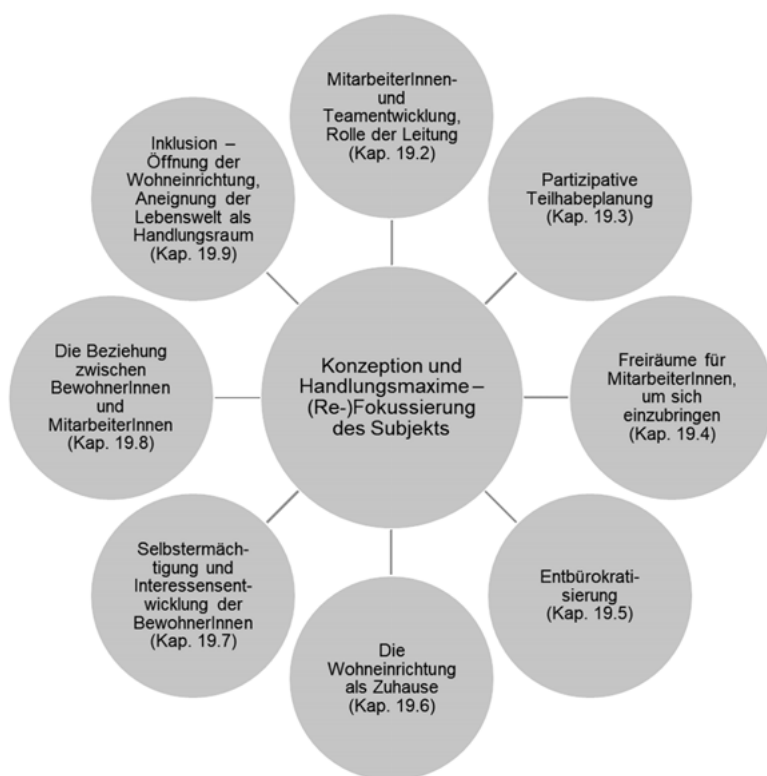 MitarbeiterInnen-
und
Teamentwicklung,
Rolle der Leitung
(Kap. 19.2)
Partizipative
Teilhabeplanung
(Kap. 19.3)
Freiräume für
MitarbeiterInnen,
um sich
einzubringen
(Kap. 19.4)
Entbürokrati-
sierung
(Kap. 19.5)
Die
Wohneinrichtung
als Zuhause
(Kap. 19.6)
Selbstermäch-
tigung und
Interessensent-
wicklung der
BewohnerInnen
(Kap. 19.7)
Die Beziehung
zwischen
BewohnerInnen
und
MitarbeiterInnen
(Kap. 19.8)
Inklusion –
Öffnung der
Wohneinrichtung,
Aneignung der
Lebenswelt als
Handlungsraum
(Kap. 19.9)
Konzeption und
Handlungsmaxime –
(Re-)Fokussierung
des Subjekts